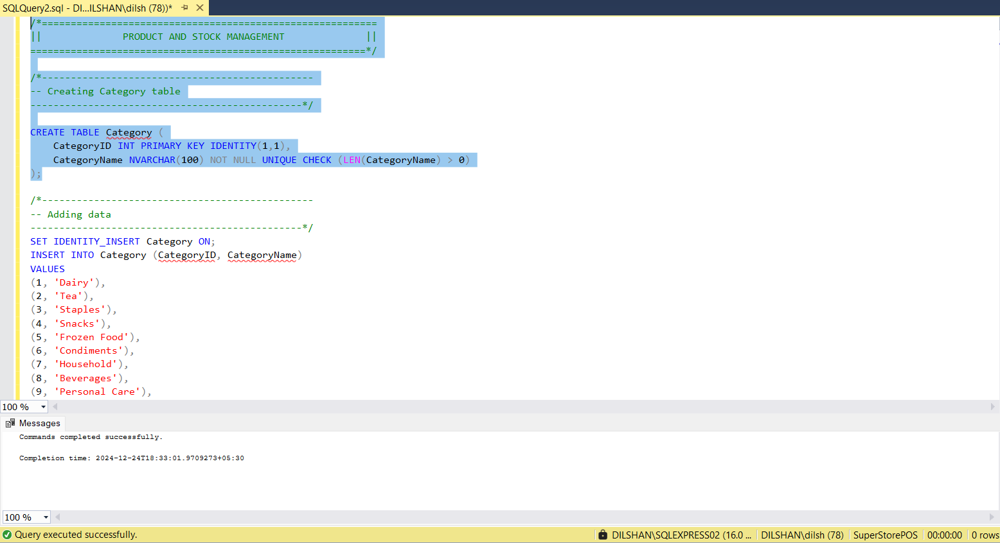 SQLQuery2.sql - DI...ILSHAN\dilsh (78))*
/*==========================================================
||              PRODUCT AND STOCK MANAGEMENT              ||
==========================================================*/
/*-----------------------------------------------
-- Creating Category table
-----------------------------------------------*/
CREATE TABLE Category (
    CategoryID INT PRIMARY KEY IDENTITY(1,1),
    CategoryName NVARCHAR(100) NOT NULL UNIQUE CHECK (LEN(CategoryName) > 0)
);
/*-----------------------------------------------
-- Adding data
-----------------------------------------------*/
SET IDENTITY_INSERT Category ON;
INSERT INTO Category (CategoryID, CategoryName)
VALUES
(1, 'Dairy'),
(2, 'Tea'),
(3, 'Staples'),
(4, 'Snacks'),
(5, 'Frozen Food'),
(6, 'Condiments'),
(7, 'Household'),
(8, 'Beverages'),
(9, 'Personal Care'),
100 %
Messages
Commands completed successfully.
Completion time: 2024-12-24T18:33:01.9709273+05:30
100 %
Query executed successfully.
DILSHAN\SQLEXPRESS02 (16.0 ...
DILSHAN\dilsh (78)
SuperStorePOS
00:00:00
0 rows